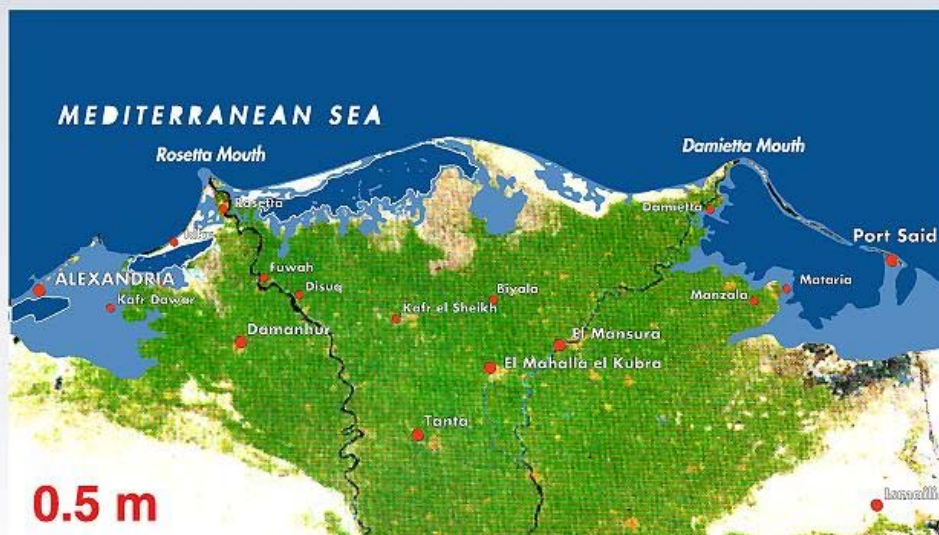 MEDITERRANEAN SEA
Rosetta Mouth
Damietta Mouth
Rosetta
Damietta
Port Said
ALEXANDRIA
Fuwah
Disuq
Kafr Dawar
Kafr el Sheikh
Biyala
Manzala
Mataria
Damanhur
El Mansura
El Mahalla el Kubra
Tanta
0.5 m
Ismaili